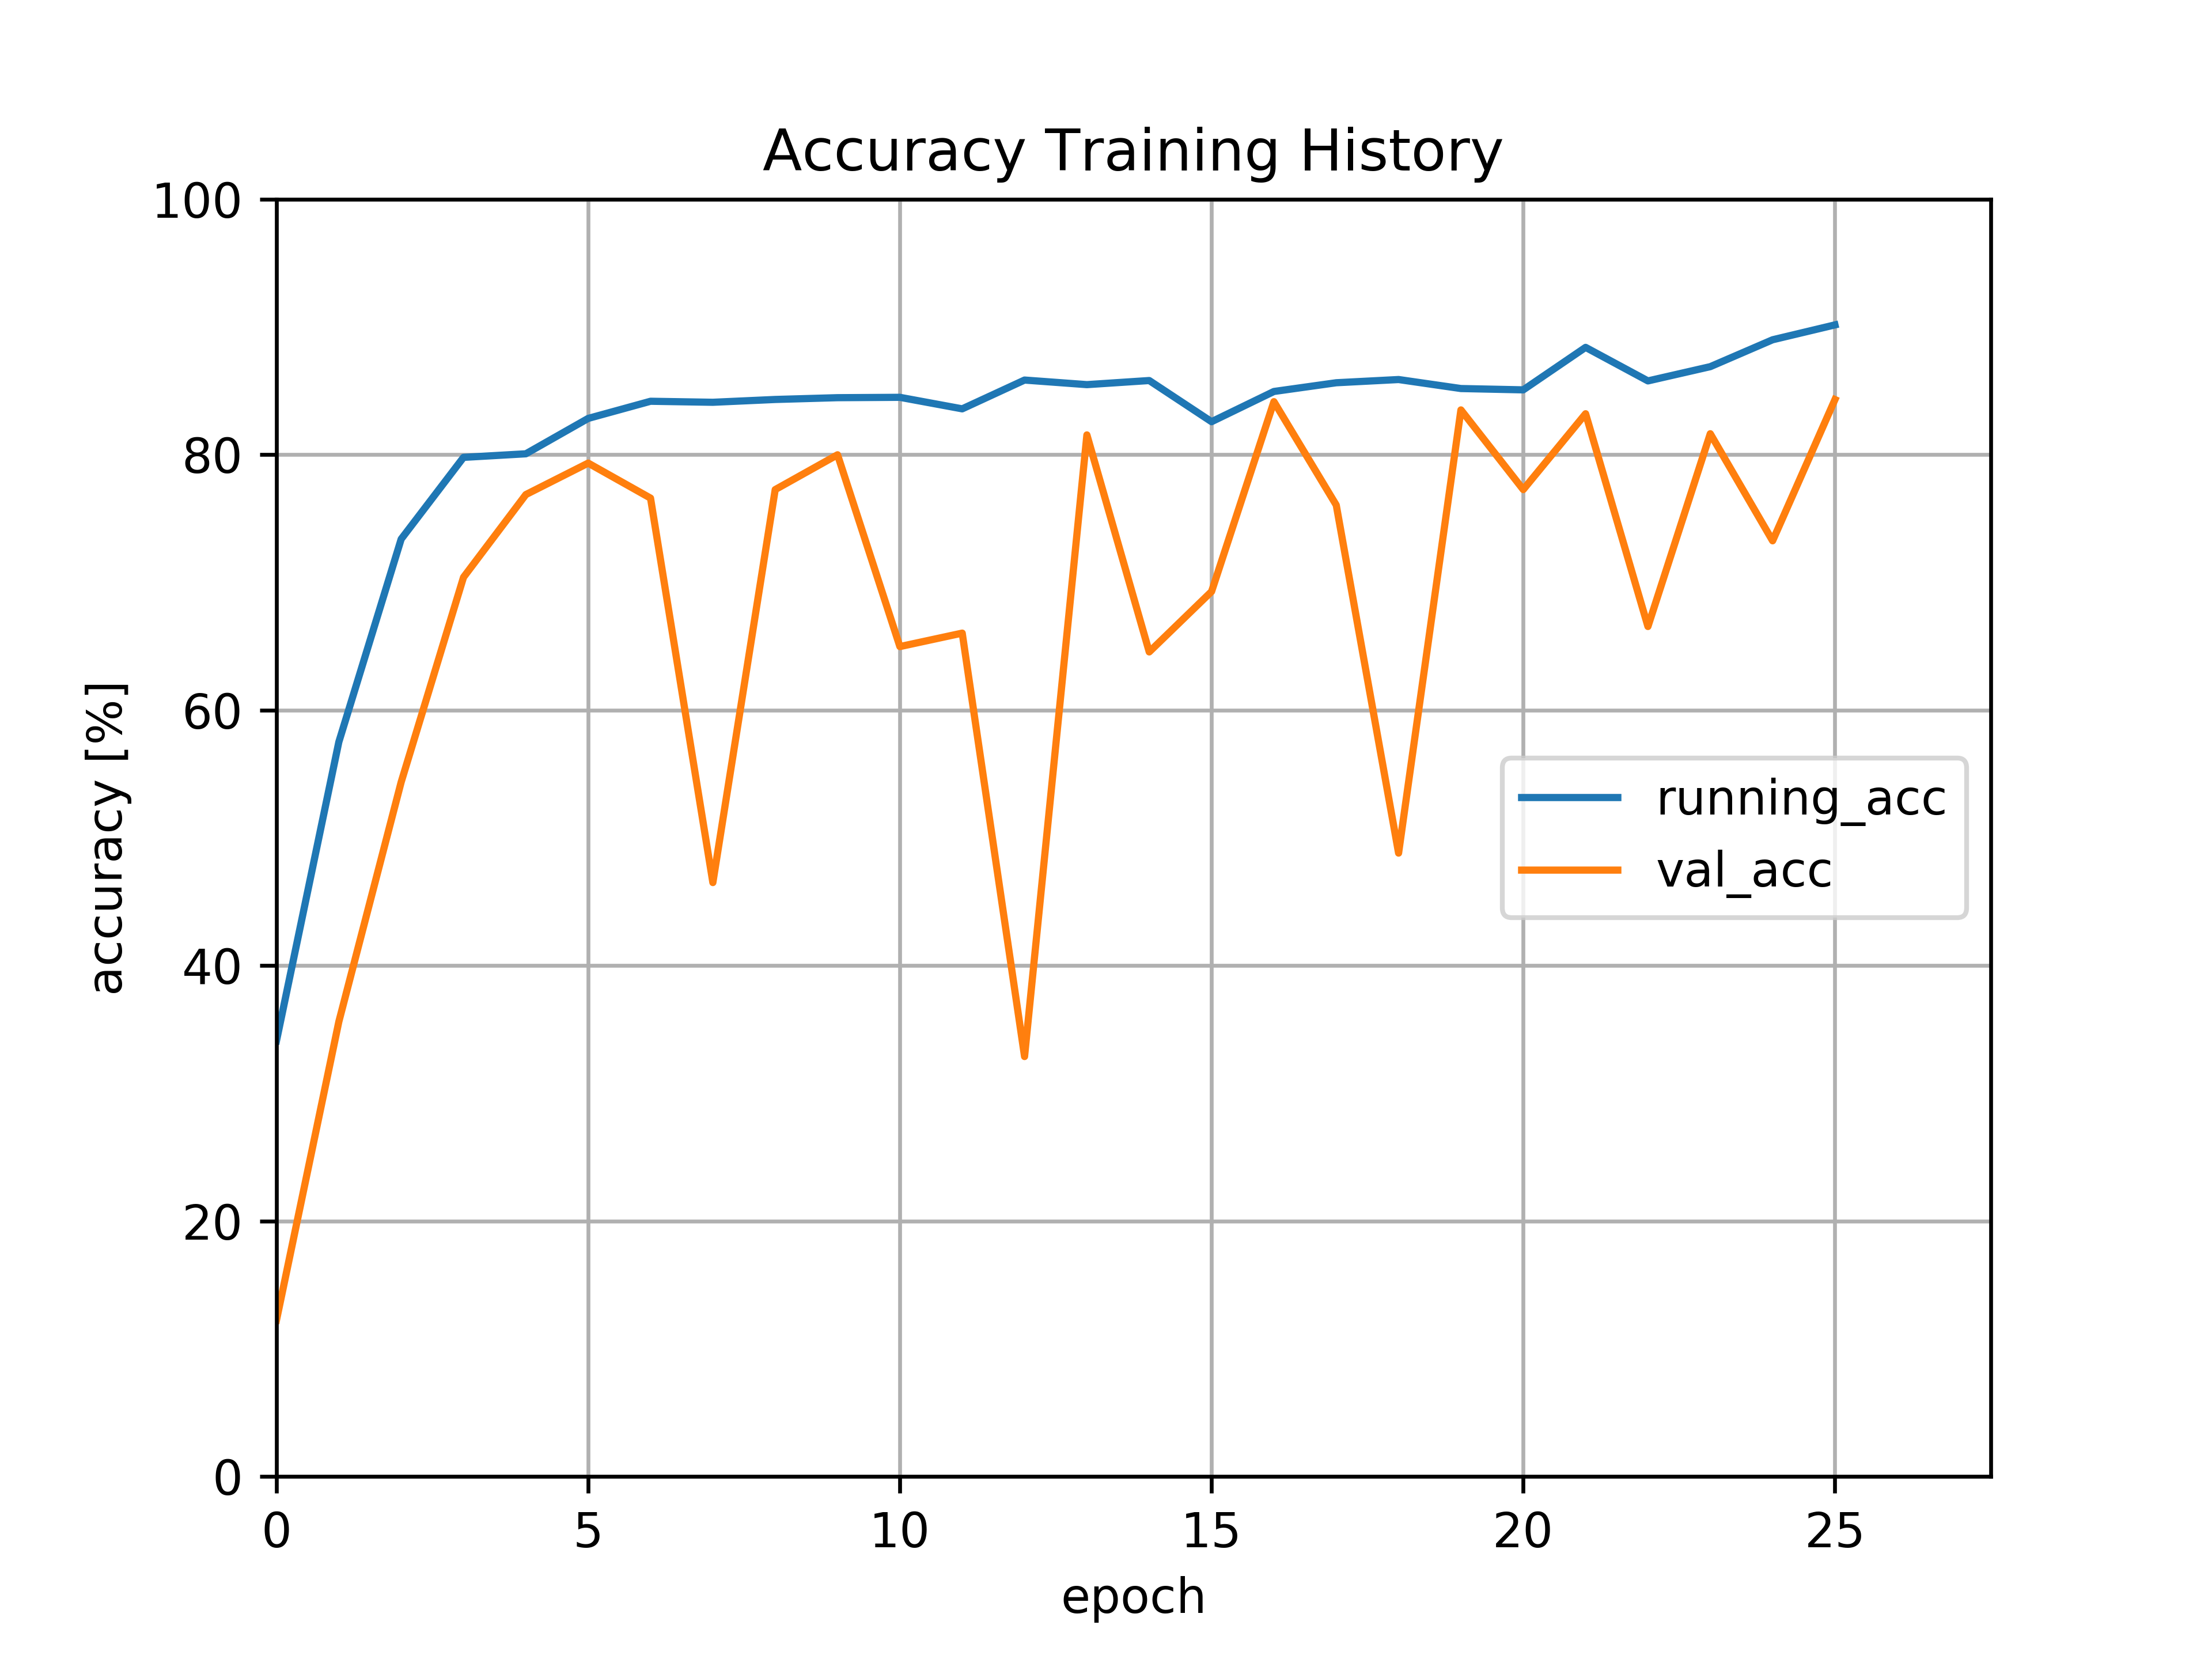 Accuracy Training History
100
80
60
40
20
0
accuracy [%]
running_acc
val_acc
0 5 10 15 20 25
epoch